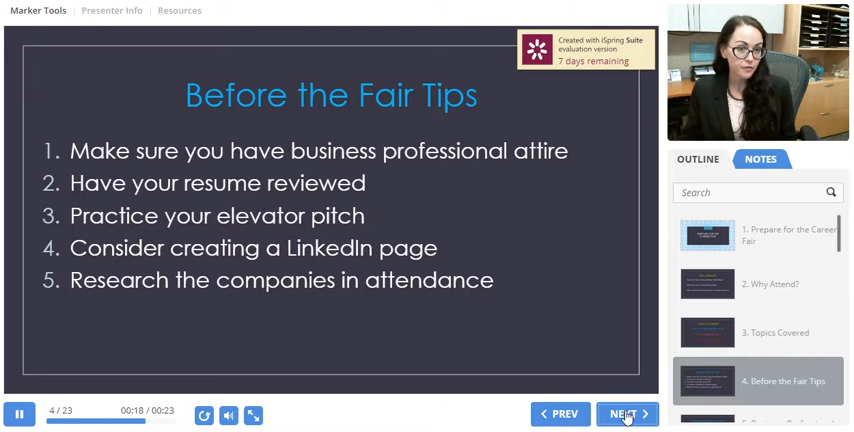 Marker Tools | Presenter Info | Resources
Created with iSpring Suite
evaluation version
7 days remaining
Before the Fair Tips
1. Make sure you have business professional attire
2. Have your resume reviewed
3. Practice your elevator pitch
4. Consider creating a LinkedIn page
5. Research the companies in attendance
OUTLINE NOTES
Search
1. Prepare for the Career
Fair
2. Why Attend?
3. Topics Covered
4. Before the Fair Tips
4 / 23
00:18 / 00:23
PREV
NEXT